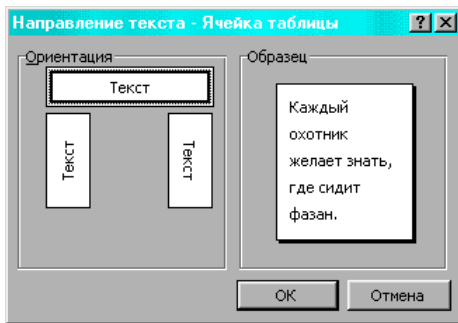 Направление текста - Ячейка таблицы
Ориентация
Текст
Текст
Текст
Образец
Каждый
охотник
желает знать,
где сидит
фазан.
ОК
Отмена